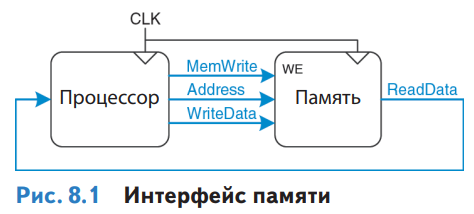 CLK
MemWrite
WE
Процессор
Address
Память
ReadData
WriteData
Рис. 8.1 Интерфейс памяти